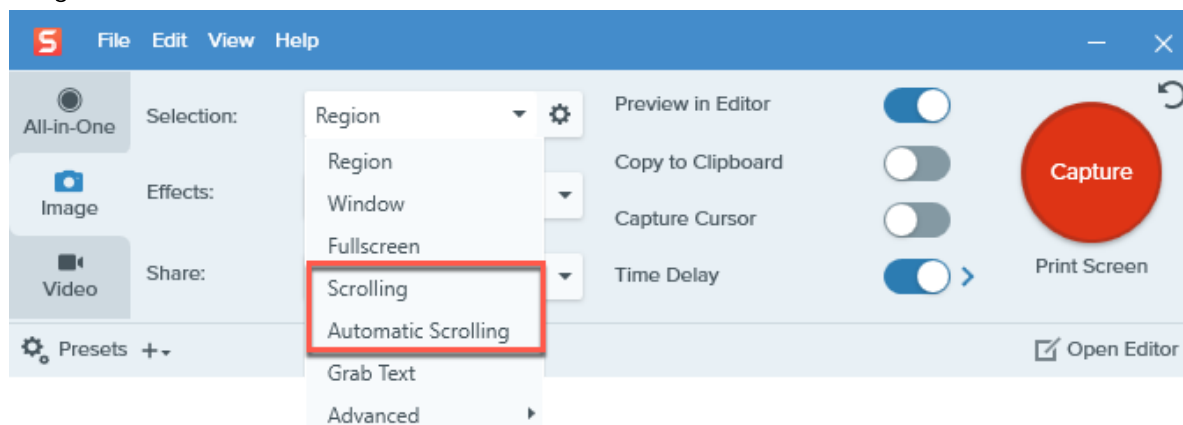 File Edit View Help
All-in-One
Image
Video
Selection:
Region
Region
Window
Fullscreen
Scrolling
Automatic Scrolling
Grab Text
Advanced
Effects:
Share:
Preview in Editor
Copy to Clipboard
Capture Cursor
Time Delay
Capture
Print Screen
Presets
Open Editor